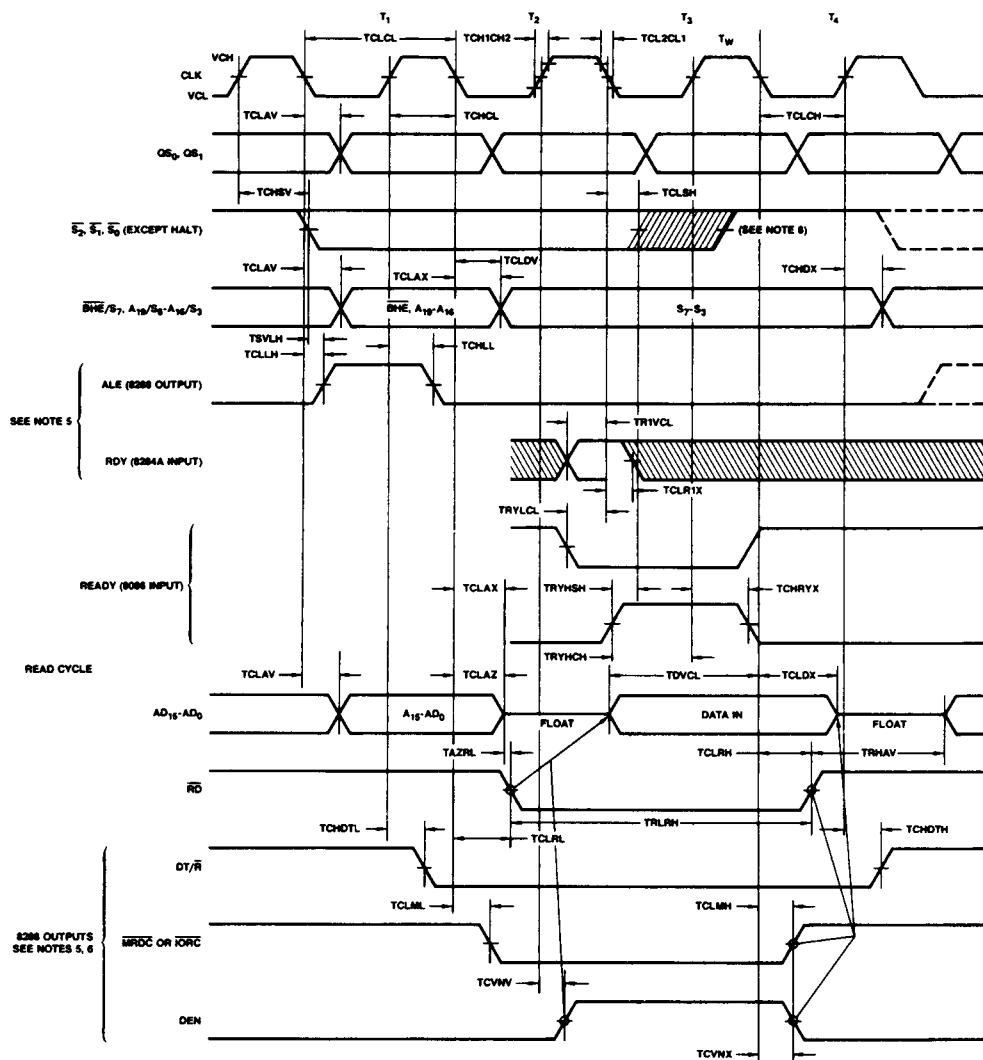 T1 T2 T3 T4
TCLCL TCH1CH2 TCL2CL1 TW
VCH
CLK
VCL
TCLAV TCHCL TCLCH
QS0, QS1
TCHSV TCLSH
S2, S1, S0 (EXCEPT HALT) (SEE NOTE 8)
TCLDV
TCLAV TCLAX TCHDX
BHE/S7, A19/S6-A16/S3 BHE, A19-A16 S7-S3
TSVLH
TCLLH TCHLL
ALE (8288 OUTPUT)
SEE NOTE 5
TR1VCL
RDY (8284A INPUT)
TCLR1X
TRYLCL
READY (8086 INPUT)
TCLAX TRYHSH TCHRYX
TRYHCH
READ CYCLE
TCLAV TCLAZ TDVCL TCLDX
AD15-AD0 A15-AD0 FLOAT DATA IN FLOAT
TAZRL TCLRH TRHAV
RD
TRLRH
TCHDTL TCLRL TCHDTH
DT/R
TCLML TCLMH
8288 OUTPUTS
SEE NOTES 5, 6
MRDC OR IORC
TCVNV
DEN
TCVNX